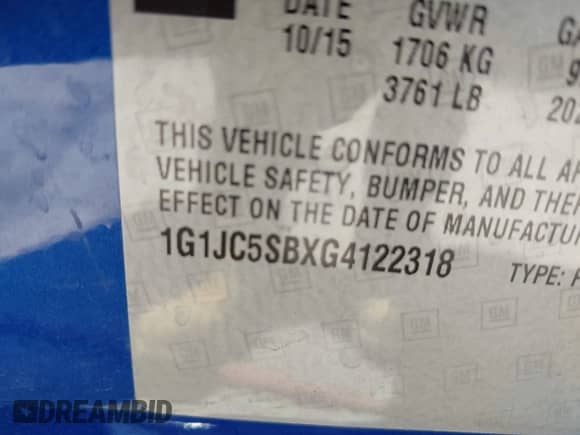 DATE GVWR
10/15 1706 KG
3761 LB
THIS VEHICLE CONFORMS TO ALL
VEHICLE SAFETY, BUMPER, AND
EFFECT ON THE DATE OF
1G1JC5SBXG4122318 TYPE:
GM
DREAMBID